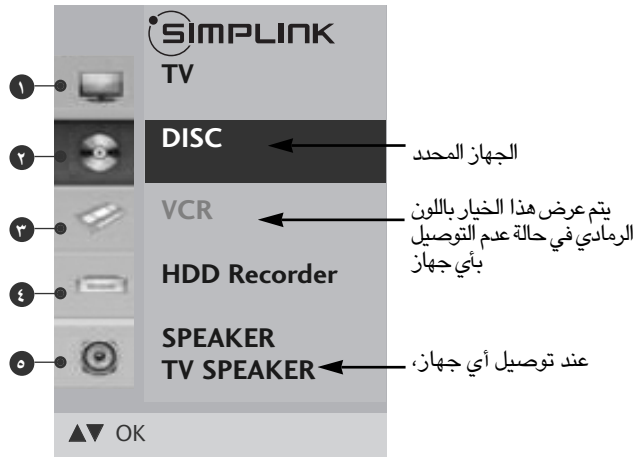 SIMPLINK
١
TV
٢
DISC
الجهاز المحدد
٣
VCR
يتم عرض هذا الخيار باللون
الرمادي في حالة عدم التوصيل
بأي جهاز
٤
HDD Recorder
٥
SPEAKER
TV SPEAKER
عند توصيل أي جهاز،
▲▼ OK